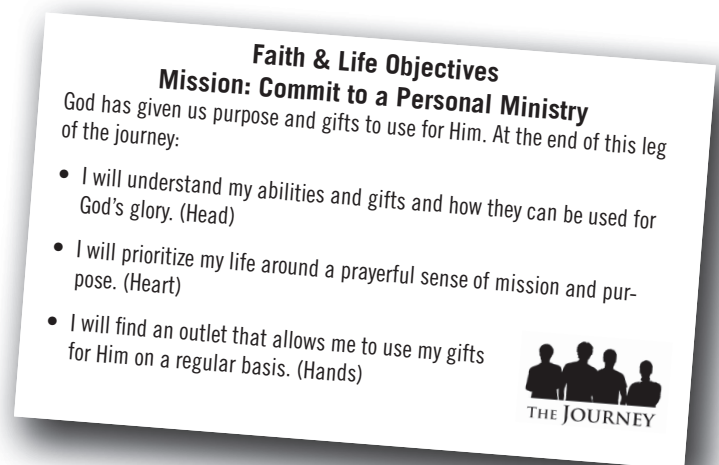 Faith & Life Objectives
Mission: Commit to a Personal Ministry
God has given us purpose and gifts to use for Him. At the end of this leg
of the journey:
• I will understand my abilities and gifts and how they can be used for
God’s glory. (Head)
• I will prioritize my life around a prayerful sense of mission and pur-
pose. (Heart)
• I will find an outlet that allows me to use my gifts
for Him on a regular basis. (Hands)
THE JOURNEY